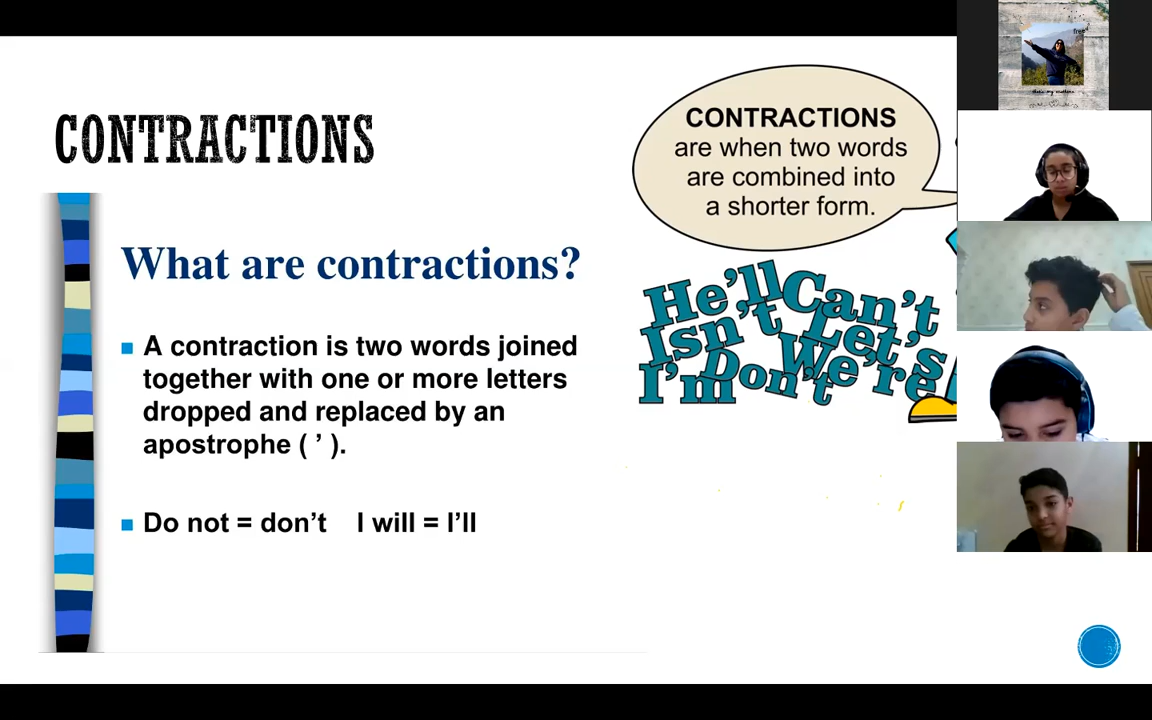 CONTRACTIONS
What are contractions?
A contraction is two words joined
together with one or more letters
dropped and replaced by an
apostrophe ( ’ ).
Do not = don’t I will = I’ll
CONTRACTIONS
are when two words
are combined into
a shorter form.
He’ll Can’t
Isn’t Let’s
I’m Don’t We’re
free